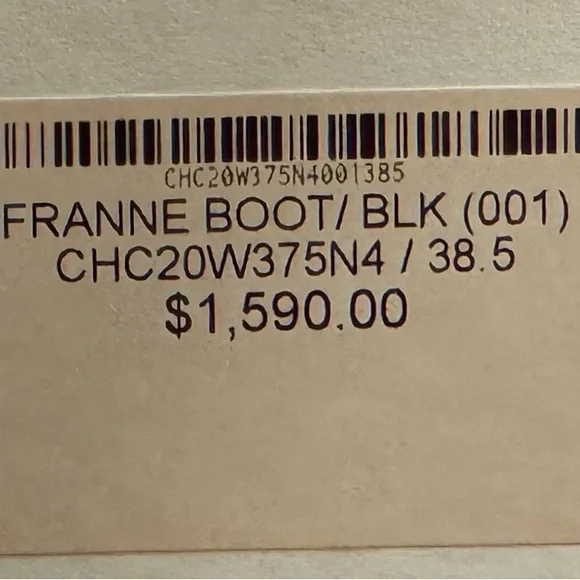 CHC20W375N4001385
FRANNE BOOT/ BLK (001)
CHC20W375N4 / 38.5
$1,590.00